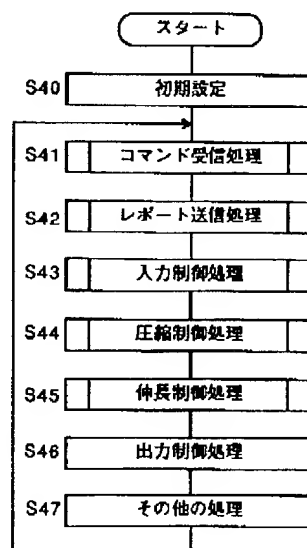 スタート
S40 初期設定
S41 コマンド受信処理
S42 レポート送信処理
S43 入力制御処理
S44 圧縮制御処理
S45 伸長制御処理
S46 出力制御処理
S47 その他の処理